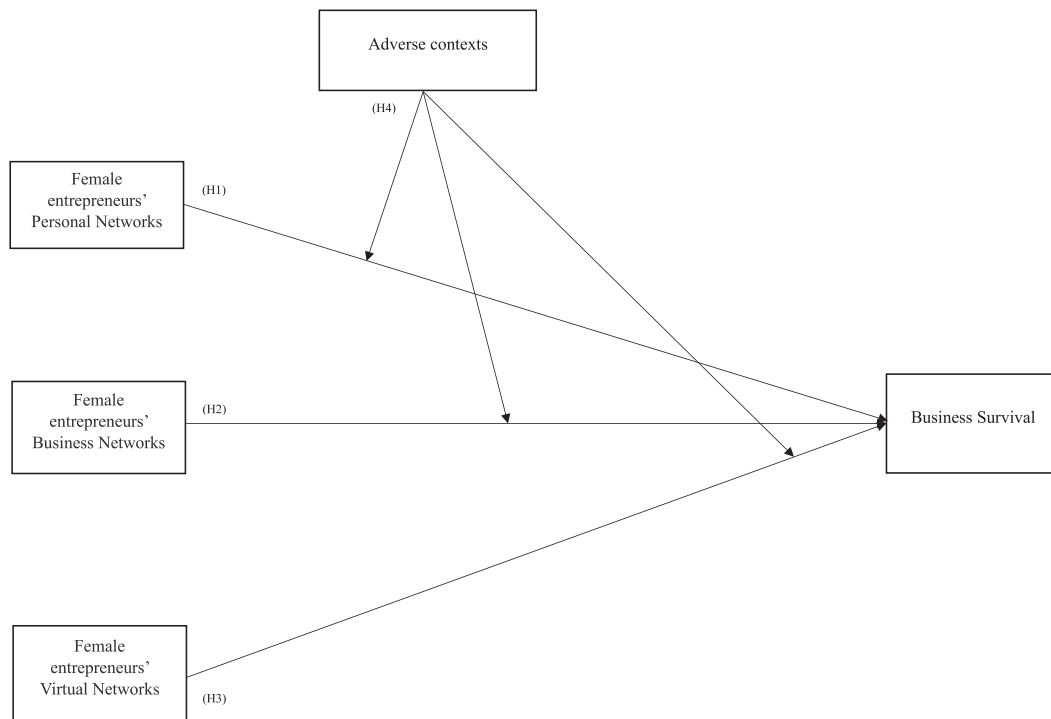 Adverse contexts
(H4)
Female
entrepreneurs’
Personal Networks
(H1)
Female
entrepreneurs’
Business Networks
(H2)
Business Survival
Female
entrepreneurs’
Virtual Networks
(H3)